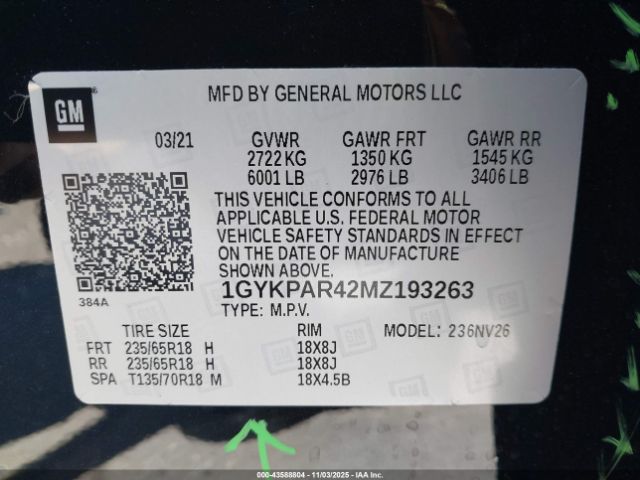 GM
MFD BY GENERAL MOTORS LLC
03/21 GVWR GAWR FRT GAWR RR
2722 KG 1350 KG 1545 KG
6001 LB 2976 LB 3406 LB
THIS VEHICLE CONFORMS TO ALL
APPLICABLE U.S. FEDERAL MOTOR
VEHICLE SAFETY STANDARDS IN EFFECT
ON THE DATE OF MANUFACTURE
SHOWN ABOVE.
384A
1GYKPAR42MZ193263
TYPE: M.P.V.
TIRE SIZE RIM MODEL: 236NV26
FRT 235/65R18 H 18X8J
RR 235/65R18 H 18X8J
SPA T135/70R18 M 18X4.5B
000-43588804 - 11/03/2025 - IAAI.COM